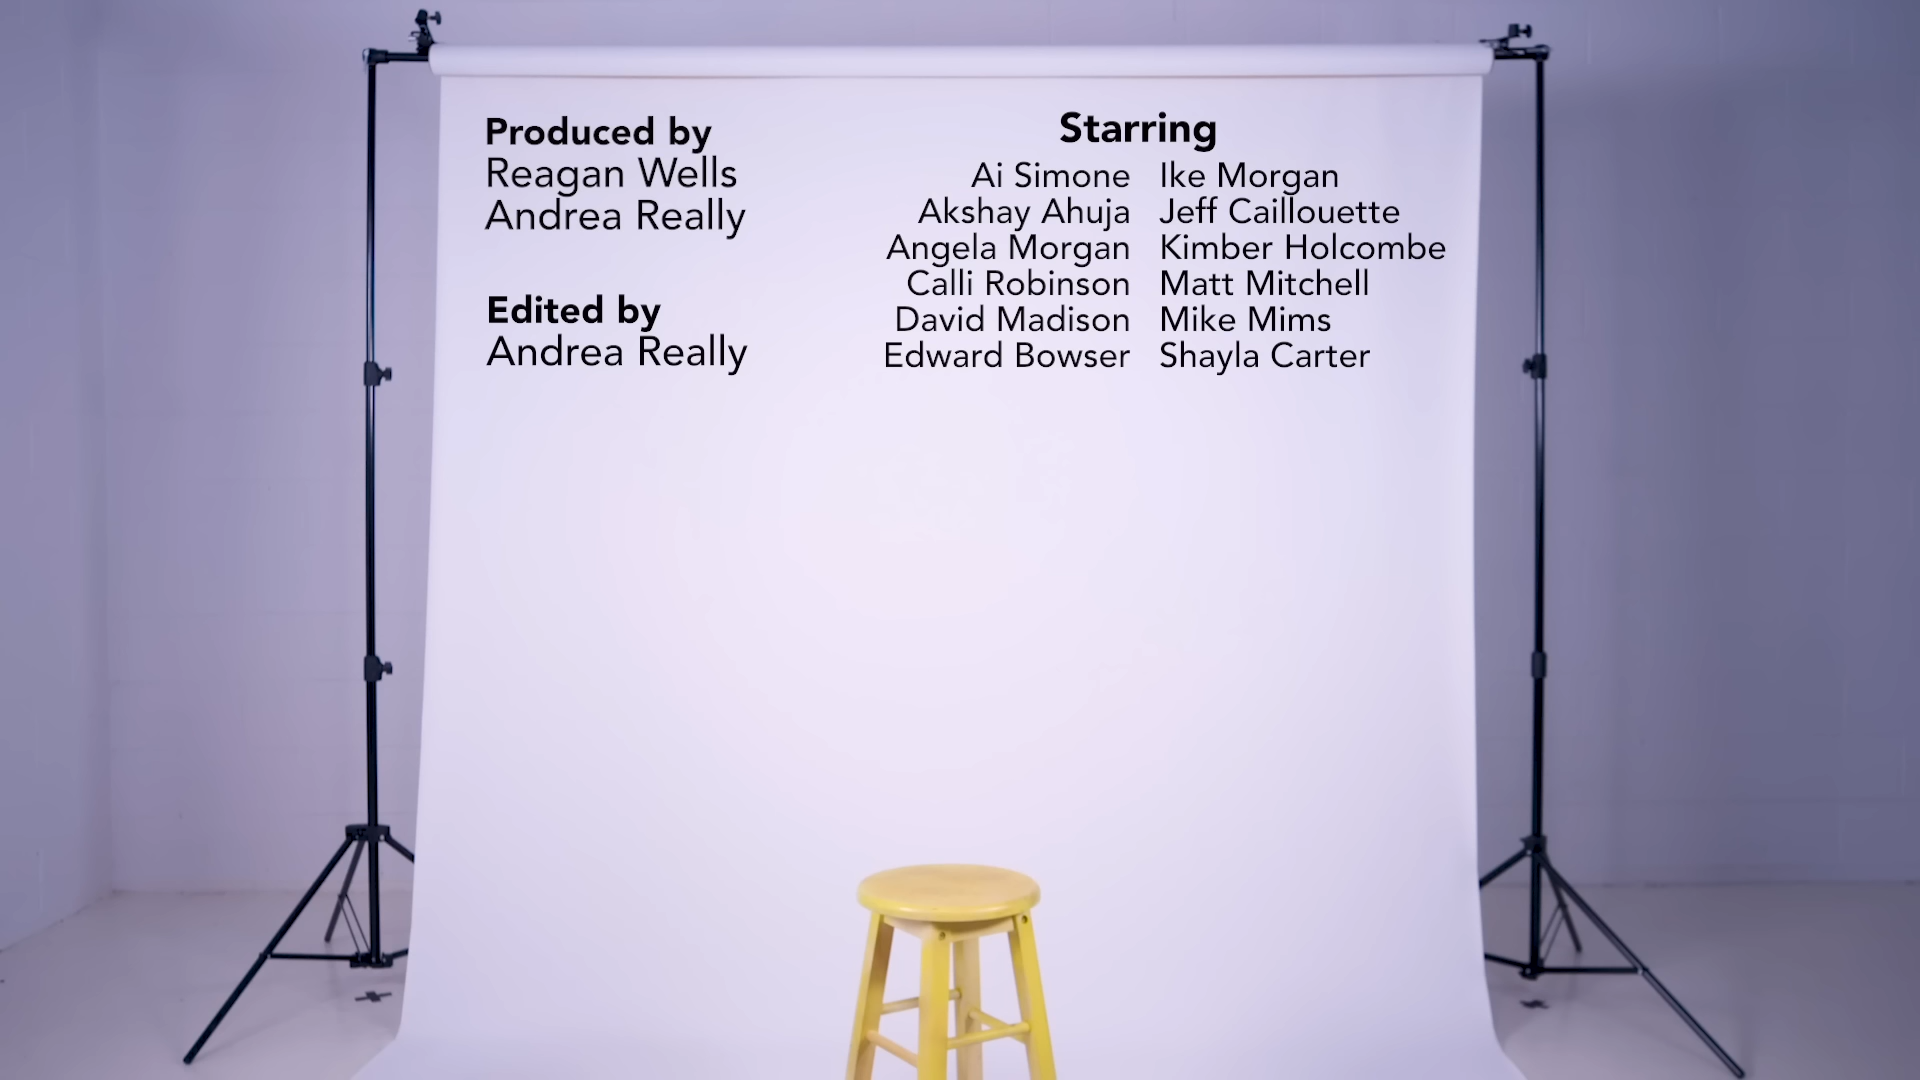 Produced by
Reagan Wells
Andrea Really
Edited by
Andrea Really
Starring
Ai Simone Ike Morgan
Akshay Ahuja Jeff Caillouette
Angela Morgan Kimber Holcombe
Calli Robinson Matt Mitchell
David Madison Mike Mims
Edward Bowser Shayla Carter